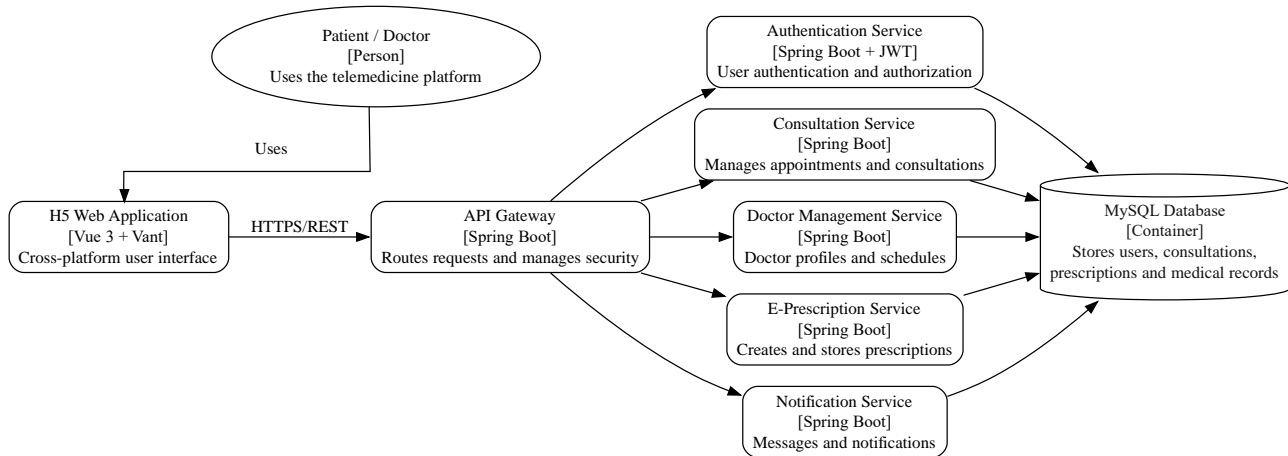 Patient / Doctor
[Person]
Uses the telemedicine platform
Uses
H5 Web Application
[Vue 3 + Vant]
Cross-platform user interface
HTTPS/REST
API Gateway
[Spring Boot]
Routes requests and manages security
Authentication Service
[Spring Boot + JWT]
User authentication and authorization
Consultation Service
[Spring Boot]
Manages appointments and consultations
Doctor Management Service
[Spring Boot]
Doctor profiles and schedules
E-Prescription Service
[Spring Boot]
Creates and stores prescriptions
Notification Service
[Spring Boot]
Messages and notifications
MySQL Database
[Container]
Stores users, consultations,
prescriptions and medical records